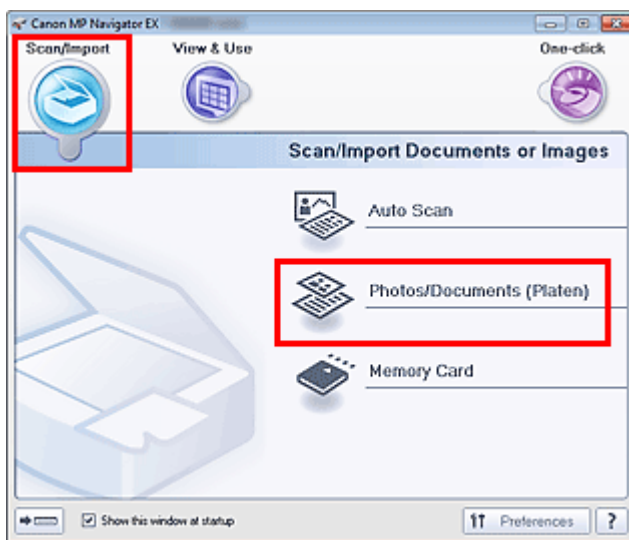 Canon MP Navigator EX
Scan/Import
View & Use
One-click
Scan/Import Documents or Images
Auto Scan
Photos/Documents (Platen)
Memory Card
Show this window at startup
Preferences
?